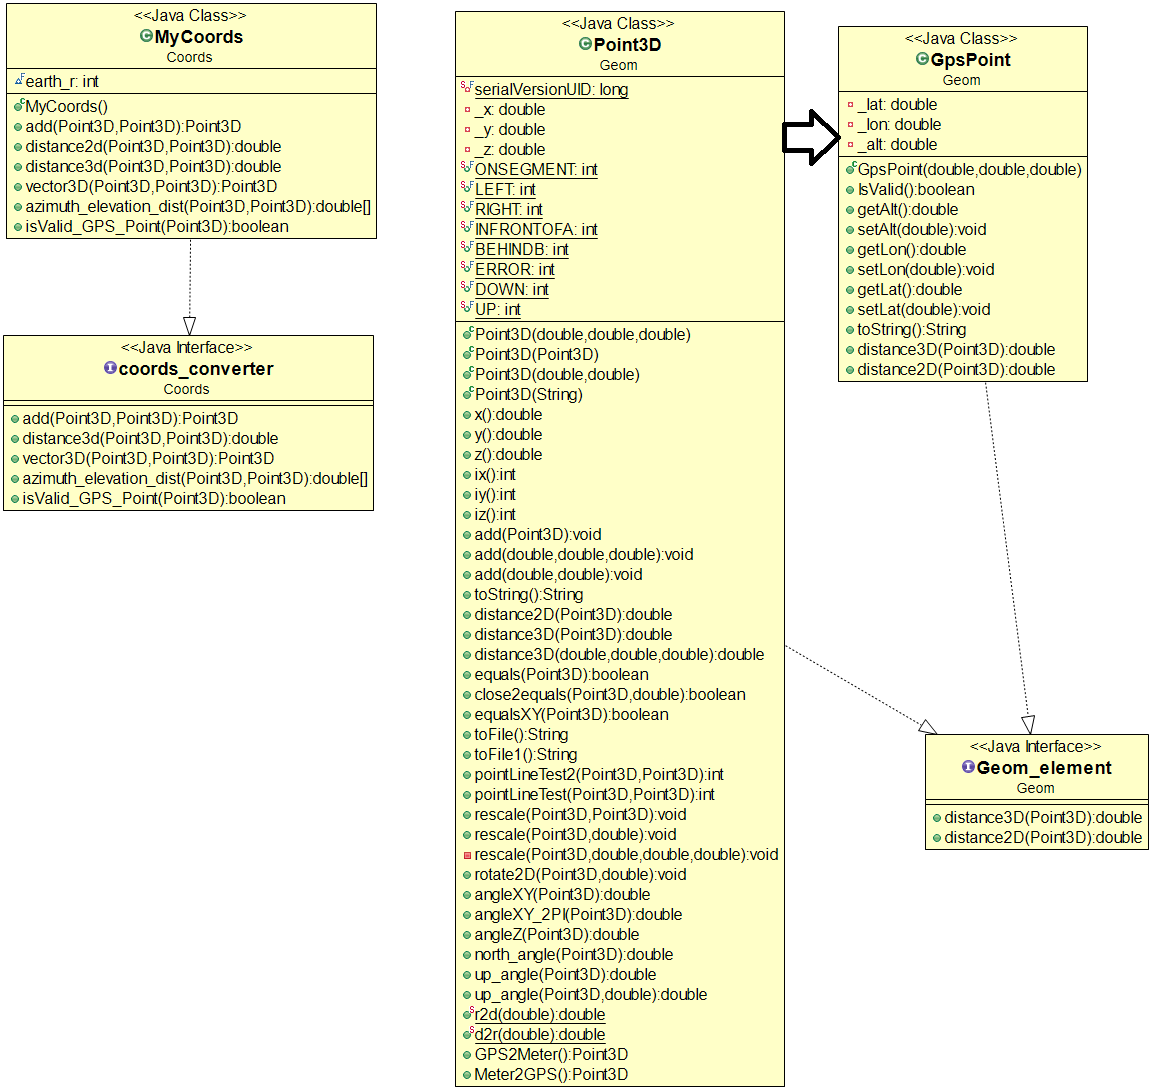 <<Java Class>>
MyCoords
Coords
earth_r: int
MyCoords()
add(Point3D,Point3D):Point3D
distance2d(Point3D,Point3D):double
distance3d(Point3D,Point3D):double
vector3D(Point3D,Point3D):Point3D
azimuth_elevation_dist(Point3D,Point3D):double[]
isValid_GPS_Point(Point3D):boolean
<<Java Interface>>
coords_converter
Coords
add(Point3D,Point3D):Point3D
distance3d(Point3D,Point3D):double
vector3D(Point3D,Point3D):Point3D
azimuth_elevation_dist(Point3D,Point3D):double[]
isValid_GPS_Point(Point3D):boolean
<<Java Class>>
Point3D
Geom
serialVersionUID: long
_x: double
_y: double
_z: double
ONSEGMENT: int
LEFT: int
RIGHT: int
INFRONTOFA: int
BEHINDB: int
ERROR: int
DOWN: int
UP: int
Point3D(double,double,double)
Point3D(Point3D)
Point3D(double,double)
Point3D(String)
x():double
y():double
z():double
ix():int
iy():int
iz():int
add(Point3D):void
add(double,double,double):void
add(double,double):void
toString():String
distance2D(Point3D):double
distance3D(Point3D):double
distance3D(double,double,double):double
equals(Point3D):boolean
close2equals(Point3D,double):boolean
equalsXY(Point3D):boolean
toFile():String
toFile1():String
pointLineTest2(Point3D,Point3D):int
pointLineTest(Point3D,Point3D):int
rescale(Point3D,Point3D):void
rescale(Point3D,double):void
rescale(Point3D,double,double,double):void
rotate2D(Point3D,double):void
angleXY(Point3D):double
angleXY_2PI(Point3D):double
angleZ(Point3D):double
north_angle(Point3D):double
up_angle(Point3D):double
up_angle(Point3D,double):double
r2d(double):double
d2r(double):double
GPS2Meter():Point3D
Meter2GPS():Point3D
<<Java Class>>
GpsPoint
Geom
_lat: double
_lon: double
_alt: double
GpsPoint(double,double,double)
IsValid():boolean
getAlt():double
setAlt(double):void
getLon():double
setLon(double):void
getLat():double
setLat(double):void
toString():String
distance3D(Point3D):double
distance2D(Point3D):double
<<Java Interface>>
Geom_element
Geom
distance3D(Point3D):double
distance2D(Point3D):double